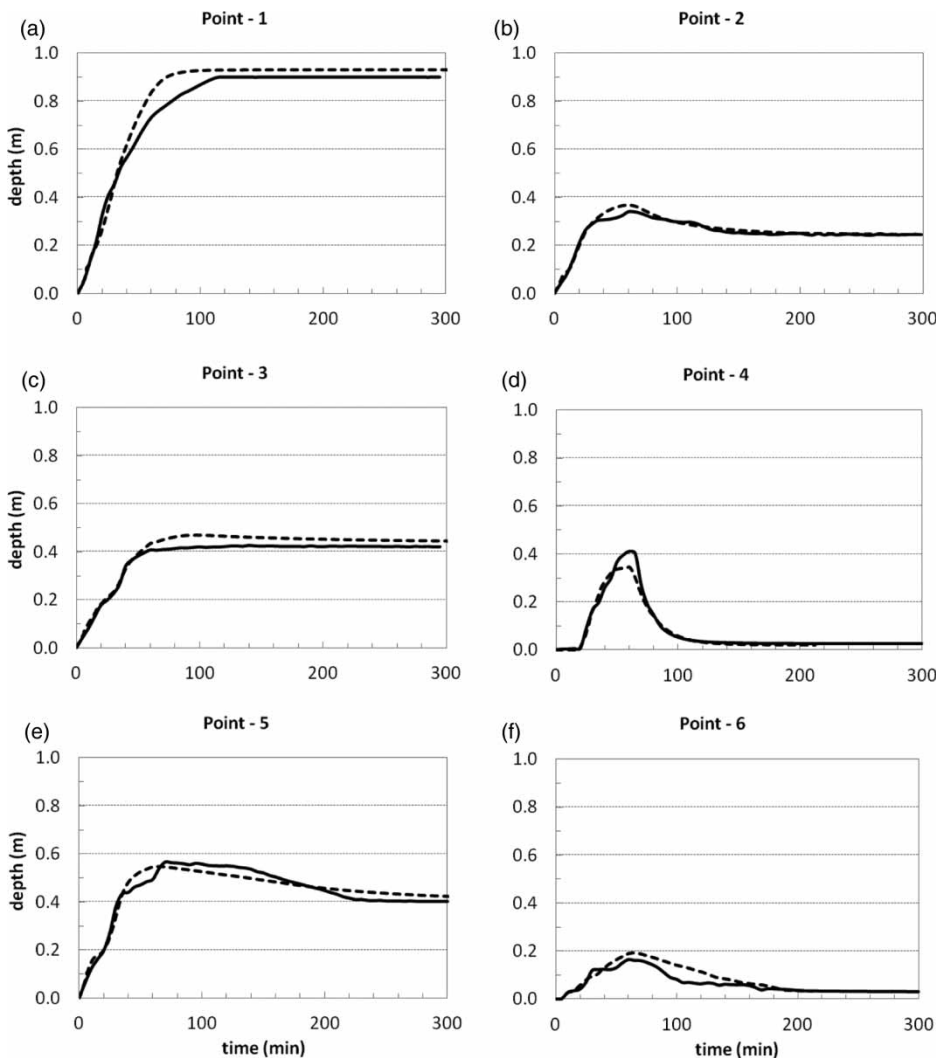 (a) Point - 1
1.0
0.8
0.6
0.4
0.2
0.0
depth (m)
0 100 200 300
(b) Point - 2
1.0
0.8
0.6
0.4
0.2
0.0
0 100 200 300
(c) Point - 3
1.0
0.8
0.6
0.4
0.2
0.0
depth (m)
0 100 200 300
(d) Point - 4
1.0
0.8
0.6
0.4
0.2
0.0
0 100 200 300
(e) Point - 5
1.0
0.8
0.6
0.4
0.2
0.0
depth (m)
0 100 200 300
time (min)
(f) Point - 6
1.0
0.8
0.6
0.4
0.2
0.0
0 100 200 300
time (min)